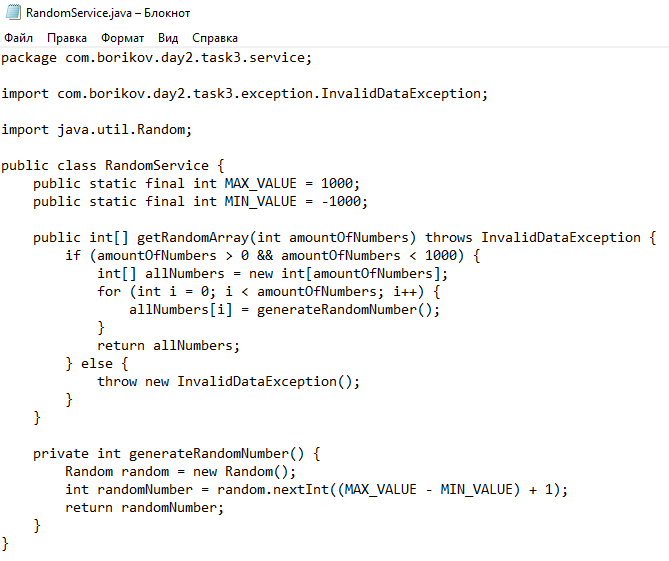 RandomService.java – Блокнот
Файл Правка Формат Вид Справка
package com.borikov.day2.task3.service;
import com.borikov.day2.task3.exception.InvalidDataException;
import java.util.Random;
public class RandomService {
    public static final int MAX_VALUE = 1000;
    public static final int MIN_VALUE = -1000;
    public int[] getRandomArray(int amountOfNumbers) throws InvalidDataException {
        if (amountOfNumbers > 0 && amountOfNumbers < 1000) {
            int[] allNumbers = new int[amountOfNumbers];
            for (int i = 0; i < amountOfNumbers; i++) {
                allNumbers[i] = generateRandomNumber();
            }
            return allNumbers;
        } else {
            throw new InvalidDataException();
        }
    }
    private int generateRandomNumber() {
        Random random = new Random();
        int randomNumber = random.nextInt((MAX_VALUE - MIN_VALUE) + 1);
        return randomNumber;
    }
}